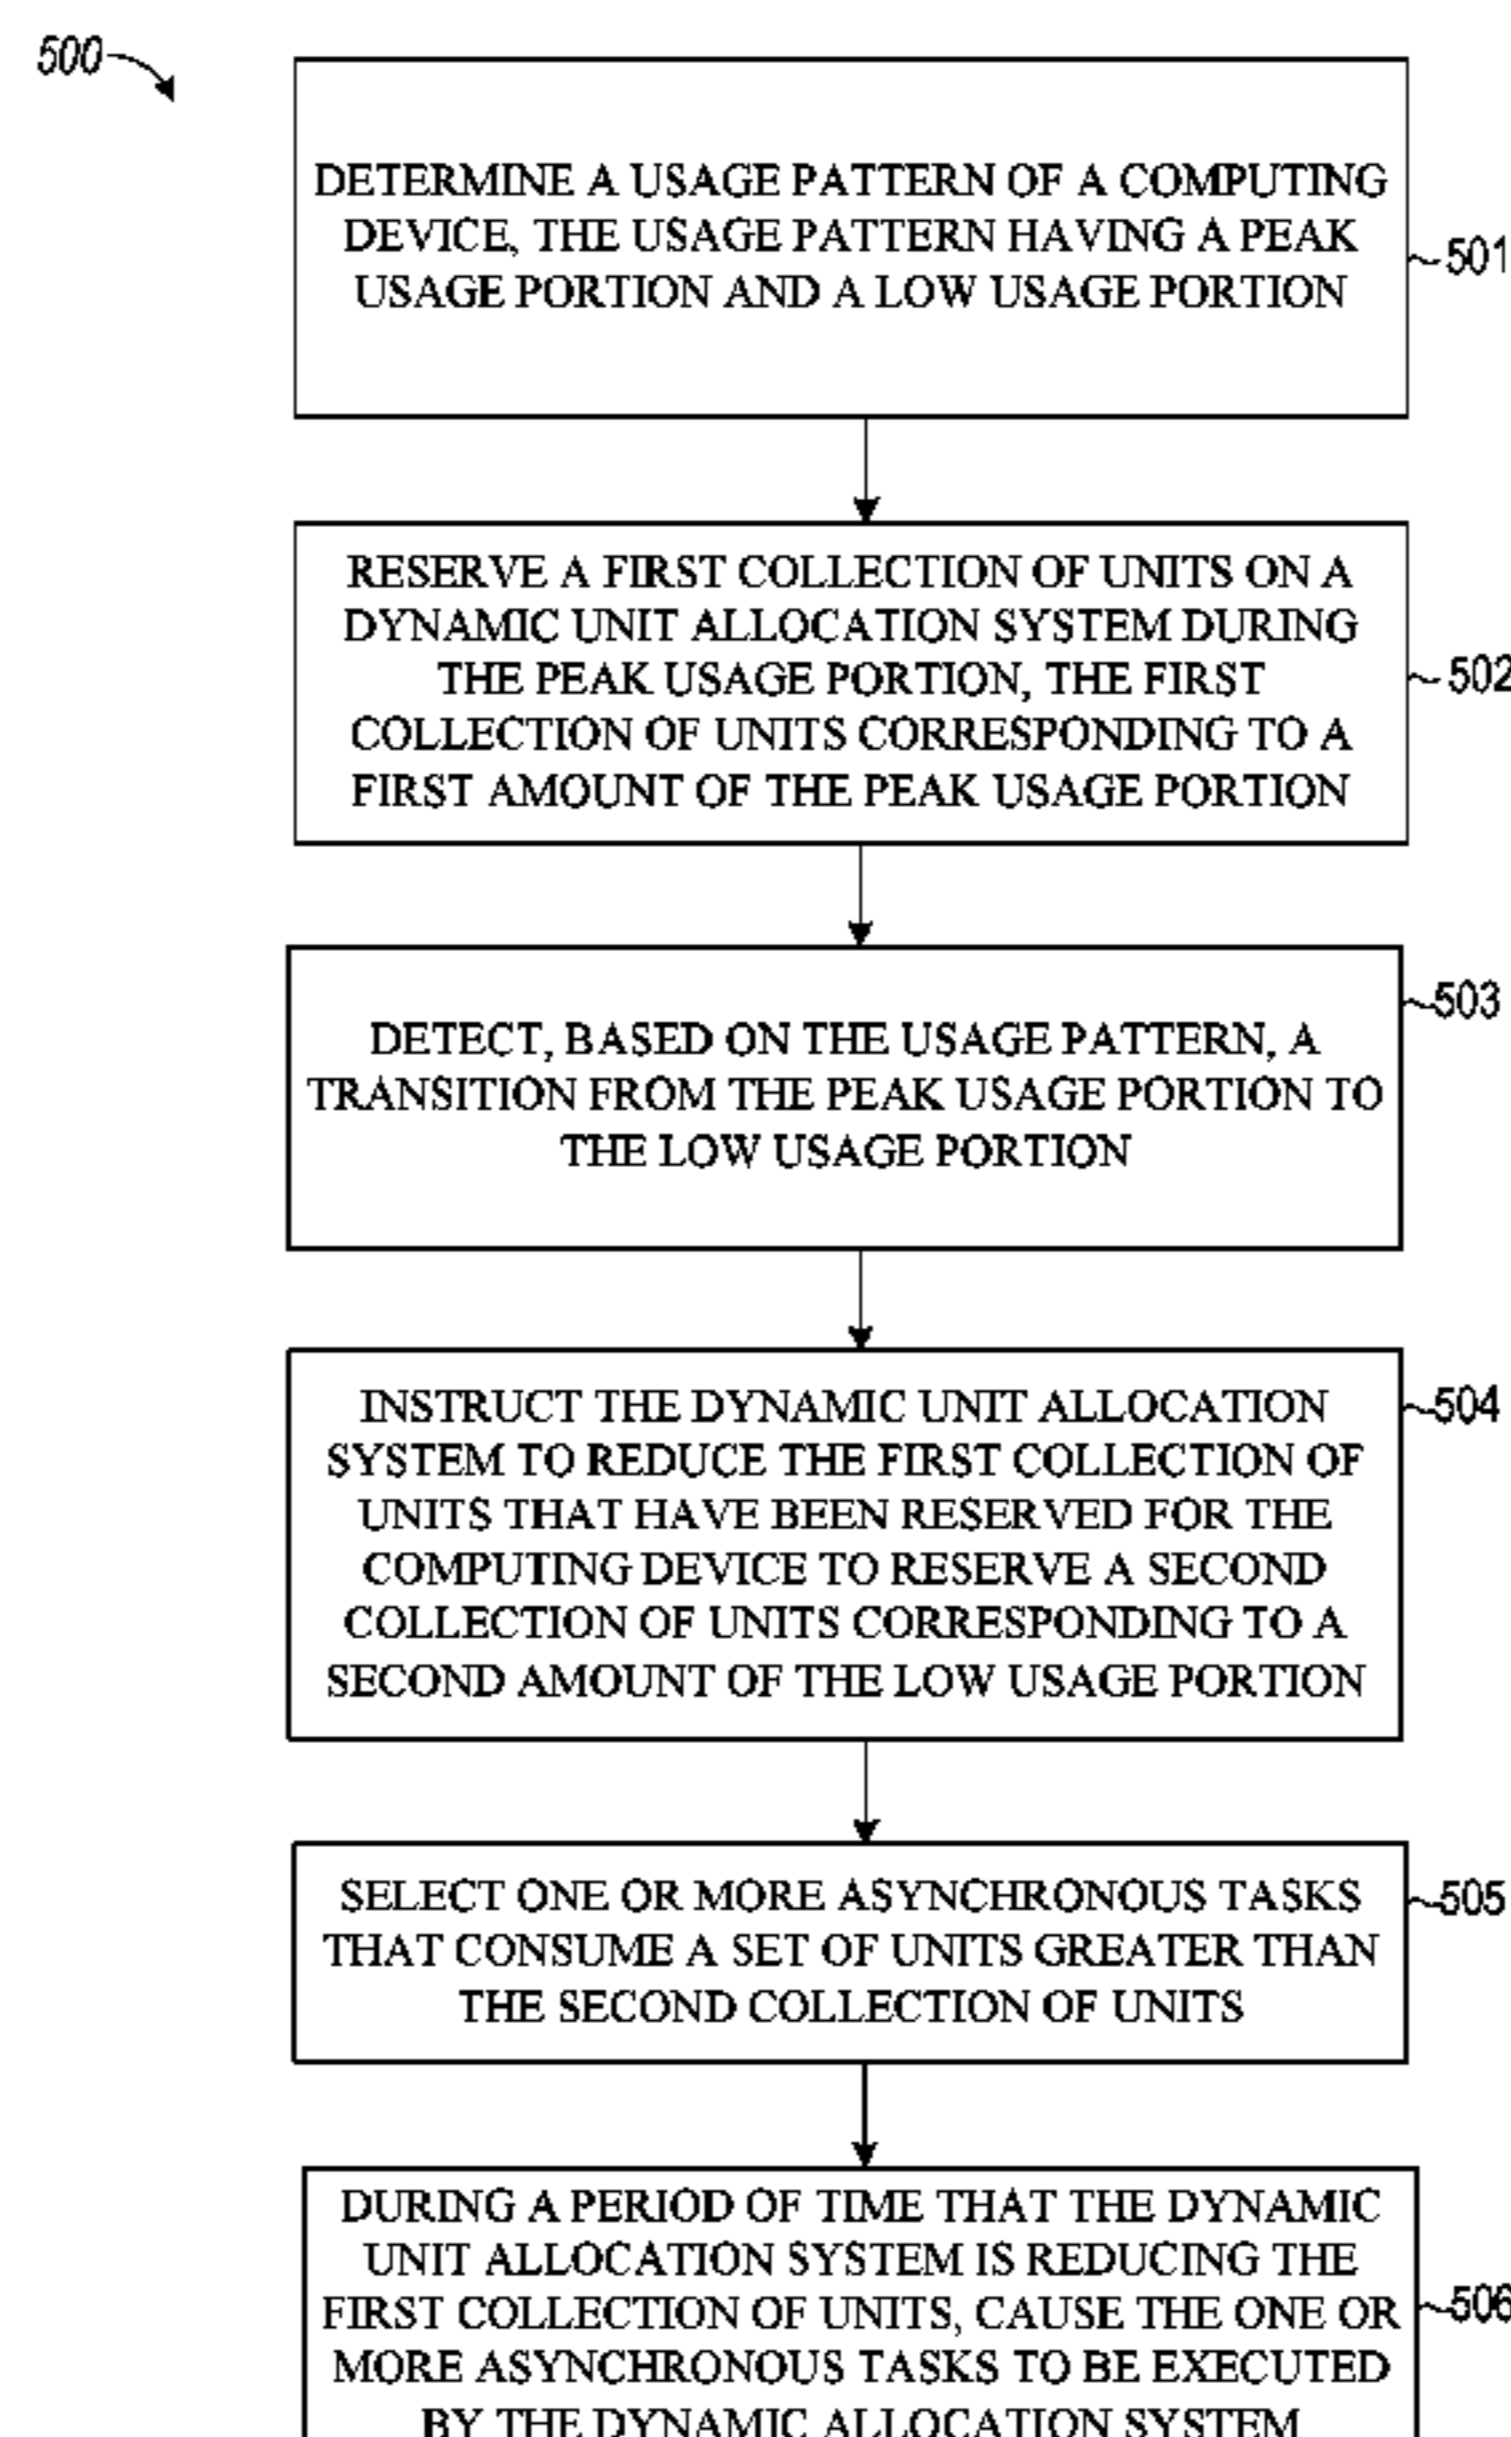 500
DETERMINE A USAGE PATTERN OF A COMPUTING
DEVICE, THE USAGE PATTERN HAVING A PEAK
USAGE PORTION AND A LOW USAGE PORTION
501
RESERVE A FIRST COLLECTION OF UNITS ON A
DYNAMIC UNIT ALLOCATION SYSTEM DURING
THE PEAK USAGE PORTION, THE FIRST
COLLECTION OF UNITS CORRESPONDING TO A
FIRST AMOUNT OF THE PEAK USAGE PORTION
502
DETECT, BASED ON THE USAGE PATTERN, A
TRANSITION FROM THE PEAK USAGE PORTION TO
THE LOW USAGE PORTION
503
INSTRUCT THE DYNAMIC UNIT ALLOCATION
SYSTEM TO REDUCE THE FIRST COLLECTION OF
UNITS THAT HAVE BEEN RESERVED FOR THE
COMPUTING DEVICE TO RESERVE A SECOND
COLLECTION OF UNITS CORRESPONDING TO A
SECOND AMOUNT OF THE LOW USAGE PORTION
504
SELECT ONE OR MORE ASYNCHRONOUS TASKS
THAT CONSUME A SET OF UNITS GREATER THAN
THE SECOND COLLECTION OF UNITS
505
DURING A PERIOD OF TIME THAT THE DYNAMIC
UNIT ALLOCATION SYSTEM IS REDUCING THE
FIRST COLLECTION OF UNITS, CAUSE THE ONE OR
MORE ASYNCHRONOUS TASKS TO BE EXECUTED
BY THE DYNAMIC ALLOCATION SYSTEM
506